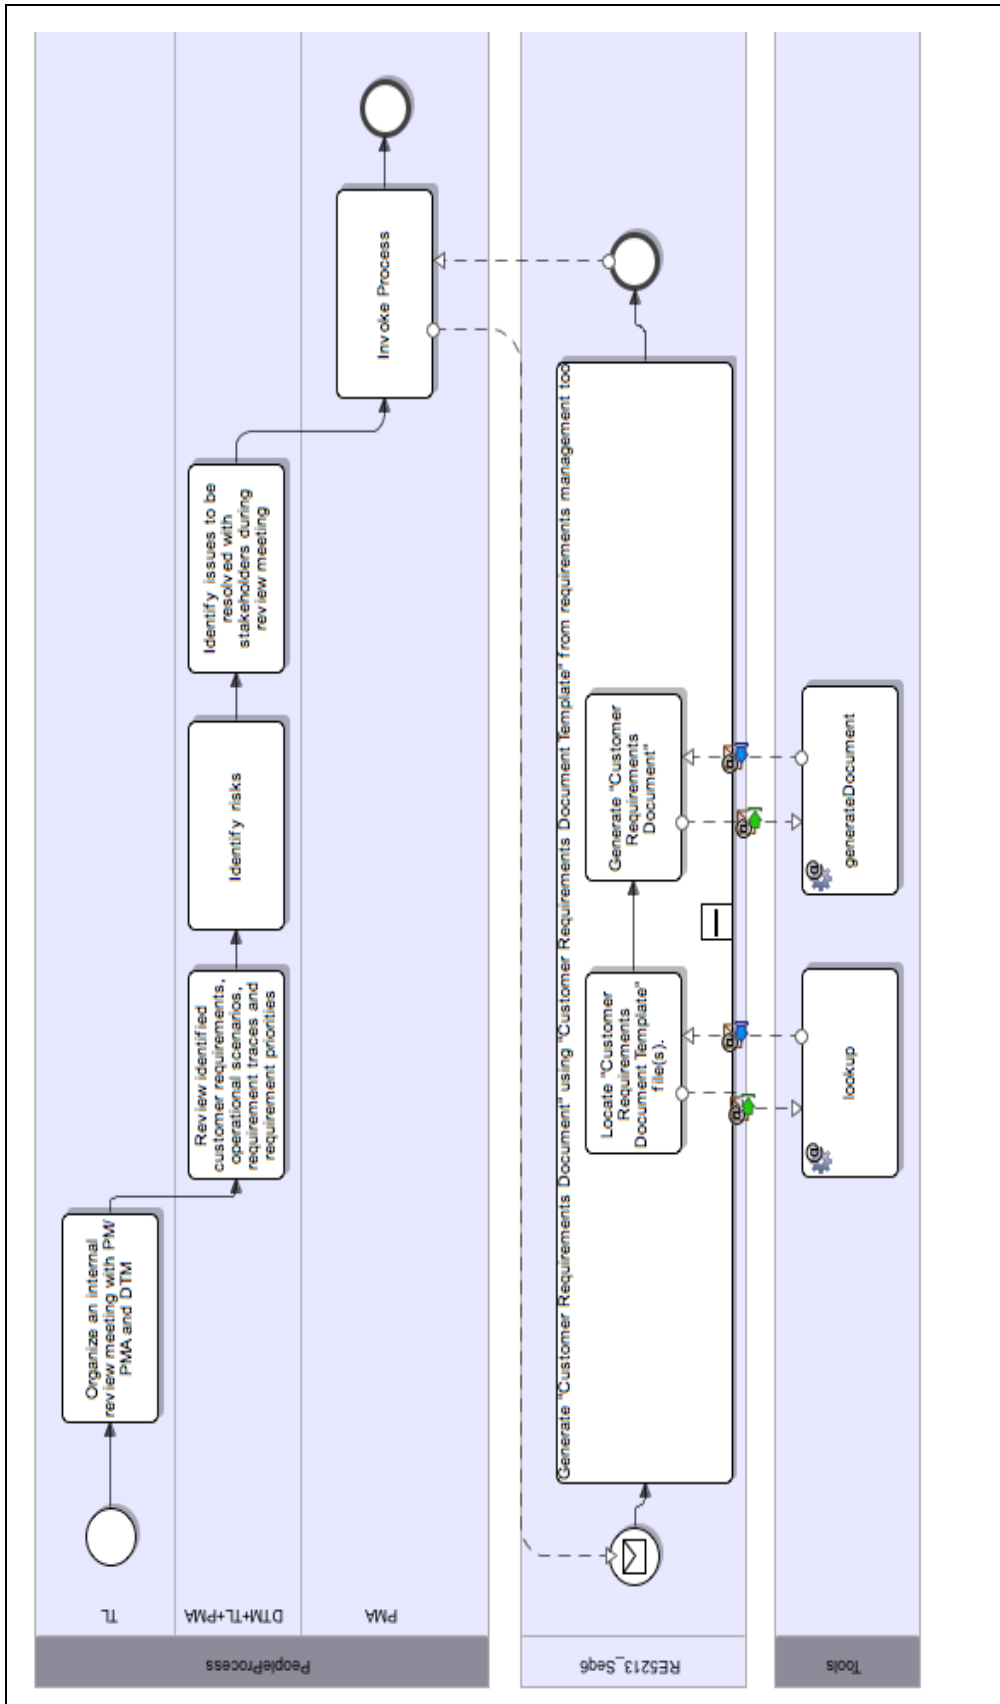 PeopleProcess
TL
Organize an internal
review meeting with PM/
PMA and DTM
DTM+TL+PMA
Review identified
customer requirements,
operational scenarios,
requirement traces and
requirement priorities
Identify risks
Identify issues to be
resolved with
stakeholders during
review meeting
PMA
Invoke Process
RE5213_Seq6
Generate "Customer Requirements Document" using "Customer Requirements Document Template" from requirements management too
Locate "Customer
Requirements
Document Template"
file(s).
Generate "Customer
Requirements
Document"
Tools
lookup
generateDocument